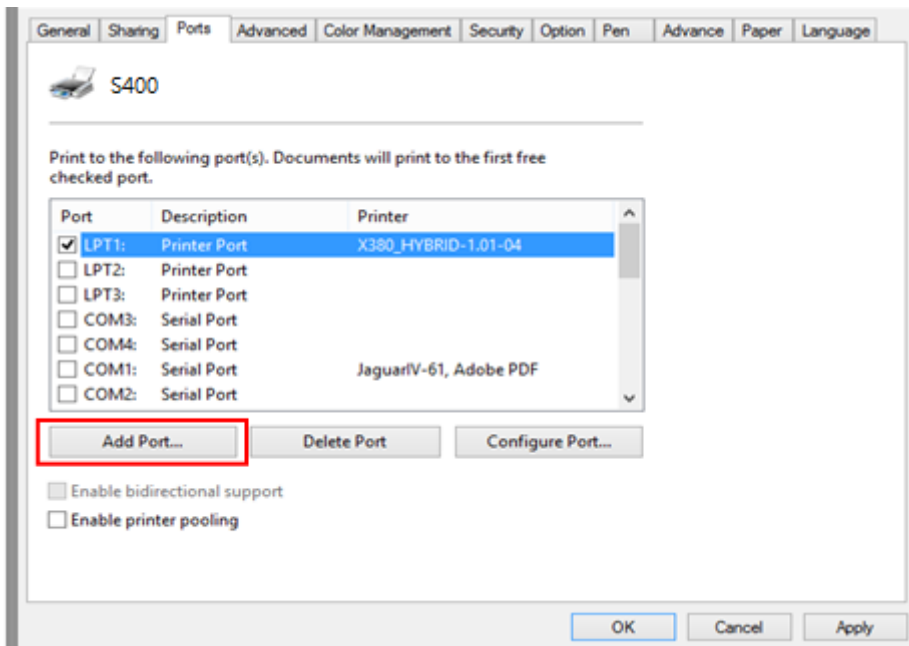 General Sharing Ports Advanced Color Management Security Option Pen Advance Paper Language
S400
Print to the following port(s). Documents will print to the first free
checked port.
Port Description Printer
LPT1: Printer Port X380_HYBRID-1.01-04
LPT2: Printer Port
LPT3: Printer Port
COM3: Serial Port
COM4: Serial Port
COM1: Serial Port JaguarIV-61, Adobe PDF
COM2: Serial Port
Add Port... Delete Port Configure Port...
Enable bidirectional support
Enable printer pooling
OK Cancel Apply